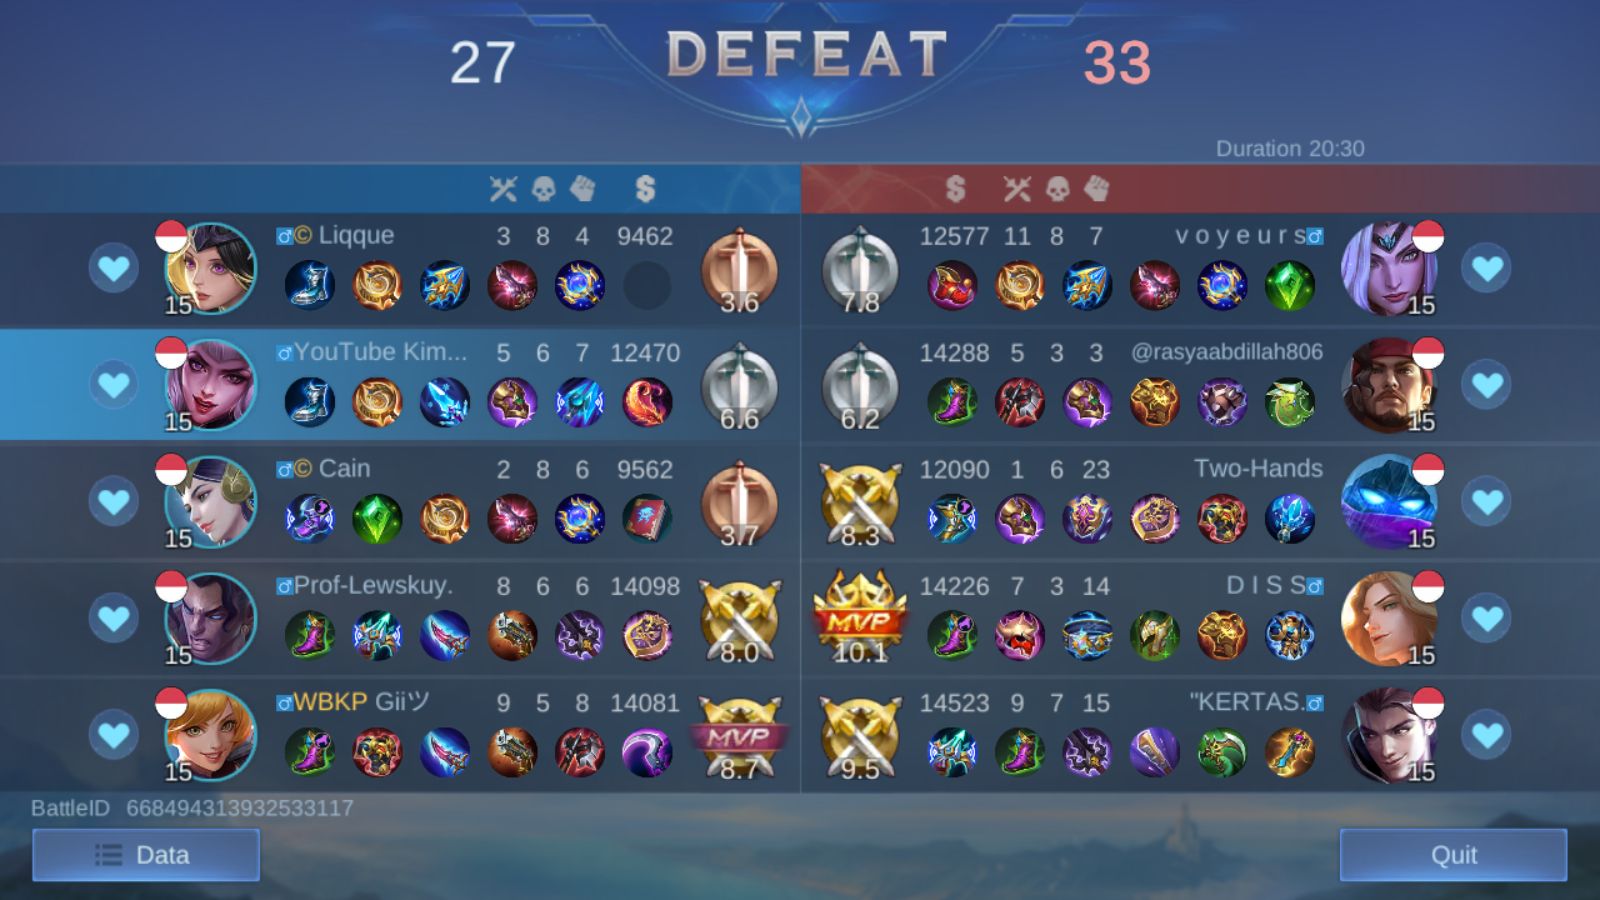 27 DEFEAT 33
Duration 20:30
© Liqque 3 8 4 9462
15 3.6
12577 11 8 7 v o y e u r s
7.8 15
YouTube Kim... 5 6 7 12470
15 6.6
14288 5 3 3 @rasyaabdillah806
6.2 15
© Cain 2 8 6 9562
15 3.7
12090 1 6 23 Two-Hands
8.3 15
Prof-Lewskuy. 8 6 6 14098
15 8.0
14226 7 3 14 D I S S
MVP
10.1 15
WBKP Giiツ 9 5 8 14081
MVP
15 8.7
14523 9 7 15 "KERTAS.
9.5 15
BattleID 668494313932533117
Data
Quit